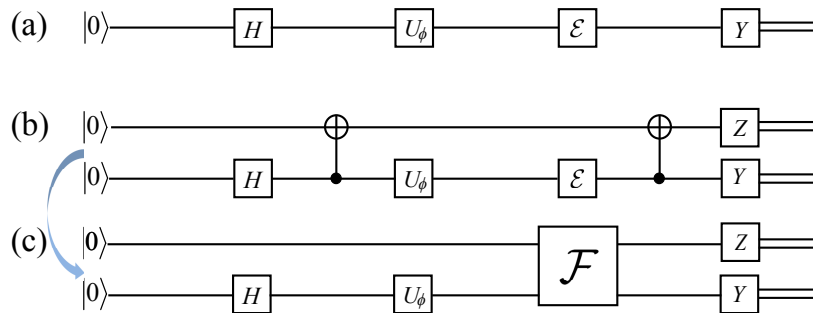 (a) |0⟩ H U_ϕ ℰ Y
(b) |0⟩ Z
|0⟩ H U_ϕ ℰ Y
(c) |0⟩ ℱ Z
|0⟩ H U_ϕ Y